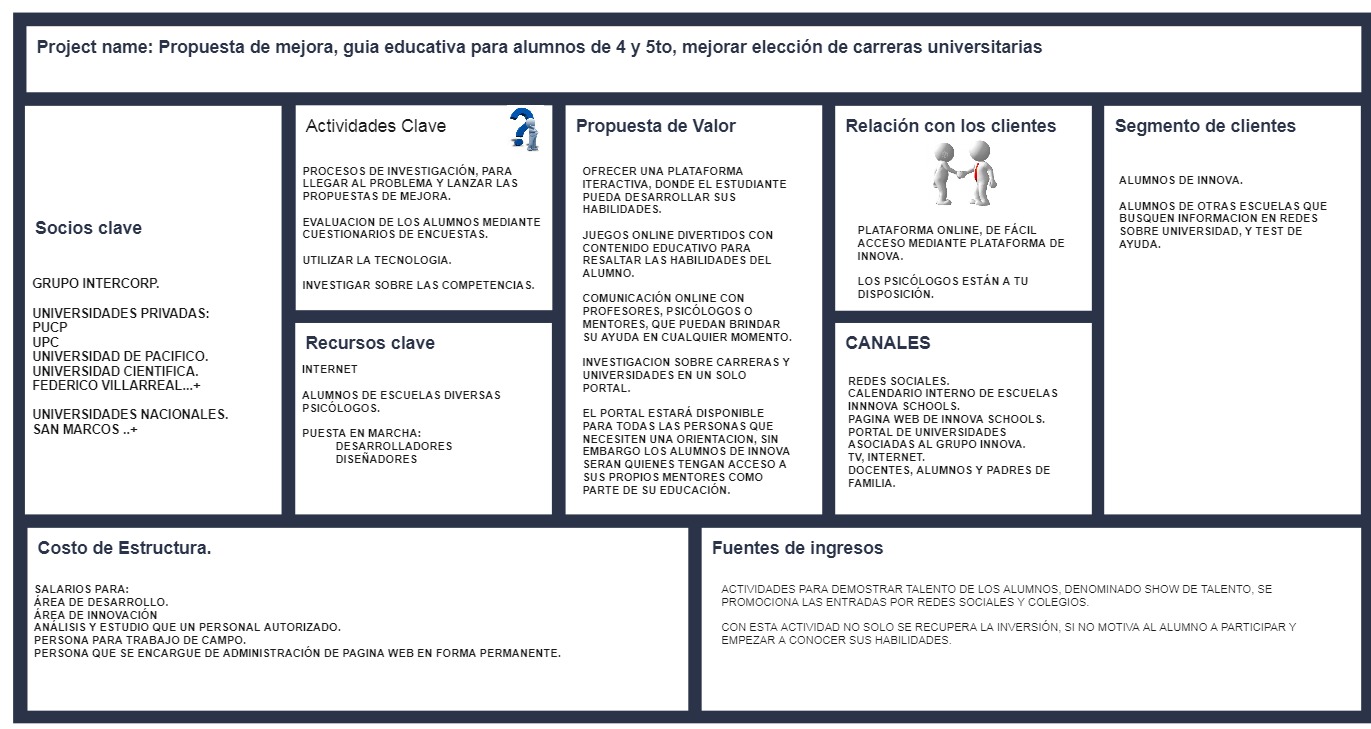 Project name: Propuesta de mejora, guia educativa para alumnos de 4 y 5to, mejorar elección de carreras universitarias
Socios clave
GRUPO INTERCORP.
UNIVERSIDADES PRIVADAS:
PUCP
UPC
UNIVERSIDAD DE PACIFICO.
UNIVERSIDAD CIENTIFICA.
FEDERICO VILLARREAL...+
UNIVERSIDADES NACIONALES.
SAN MARCOS ..+
Actividades Clave
PROCESOS DE INVESTIGACIÓN, PARA
LLEGAR AL PROBLEMA Y LANZAR LAS
PROPUESTAS DE MEJORA.
EVALUACION DE LOS ALUMNOS MEDIANTE
CUESTIONARIOS DE ENCUESTAS.
UTILIZAR LA TECNOLOGIA.
INVESTIGAR SOBRE LAS COMPETENCIAS.
Recursos clave
INTERNET
ALUMNOS DE ESCUELAS DIVERSAS
PSICÓLOGOS.
PUESTA EN MARCHA:
DESARROLLADORES
DISEÑADORES
Propuesta de Valor
OFRECER UNA PLATAFORMA
ITERACTIVA, DONDE EL ESTUDIANTE
PUEDA DESARROLLAR SUS
HABILIDADES.
JUEGOS ONLINE DIVERTIDOS CON
CONTENIDO EDUCATIVO PARA
RESALTAR LAS HABILIDADES DEL
ALUMNO.
COMUNICACIÓN ONLINE CON
PROFESORES, PSICÓLOGOS O
MENTORES, QUE PUEDAN BRINDAR
SU AYUDA EN CUALQUIER MOMENTO.
INVESTIGACION SOBRE CARRERAS Y
UNIVERSIDADES EN UN SOLO
PORTAL.
EL PORTAL ESTARÁ DISPONIBLE
PARA TODAS LAS PERSONAS QUE
NECESITEN UNA ORIENTACION, SIN
EMBARGO LOS ALUMNOS DE INNOVA
SERAN QUIENES TENGAN ACCESO A
SUS PROPIOS MENTORES COMO
PARTE DE SU EDUCACIÓN.
Relación con los clientes
PLATAFORMA ONLINE, DE FÁCIL
ACCESO MEDIANTE PLATAFORMA DE
INNOVA.
LOS PSICÓLOGOS ESTÁN A TU
DISPOSICIÓN.
CANALES
REDES SOCIALES.
CALENDARIO INTERNO DE ESCUELAS
INNNOVA SCHOOLS.
PAGINA WEB DE INNOVA SCHOOLS.
PORTAL DE UNIVERSIDADES
ASOCIADAS AL GRUPO INNOVA.
TV, INTERNET.
DOCENTES, ALUMNOS Y PADRES DE
FAMILIA.
Segmento de clientes
ALUMNOS DE INNOVA.
ALUMNOS DE OTRAS ESCUELAS QUE
BUSQUEN INFORMACION EN REDES
SOBRE UNIVERSIDAD, Y TEST DE
AYUDA.
Costo de Estructura.
SALARIOS PARA:
ÁREA DE DESARROLLO.
ÁREA DE INNOVACIÓN
ANÁLISIS Y ESTUDIO QUE UN PERSONAL AUTORIZADO.
PERSONA PARA TRABAJO DE CAMPO.
PERSONA QUE SE ENCARGUE DE ADMINISTRACIÓN DE PAGINA WEB EN FORMA PERMANENTE.
Fuentes de ingresos
ACTIVIDADES PARA DEMOSTRAR TALENTO DE LOS ALUMNOS, DENOMINADO SHOW DE TALENTO, SE
PROMOCIONA LAS ENTRADAS POR REDES SOCIALES Y COLEGIOS.
CON ESTA ACTIVIDAD NO SOLO SE RECUPERA LA INVERSIÓN, SI NO MOTIVA AL ALUMNO A PARTICIPAR Y
EMPEZAR A CONOCER SUS HABILIDADES.